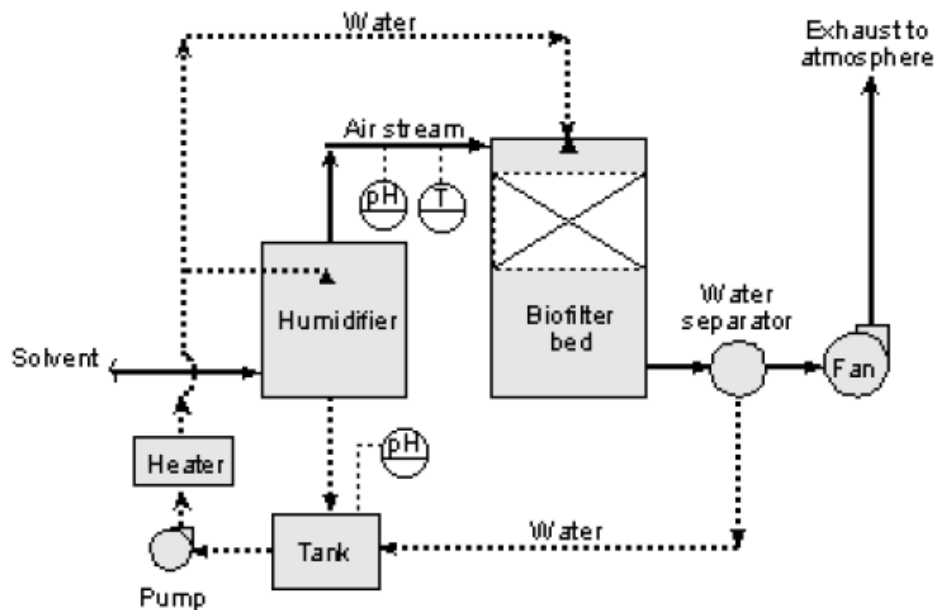 Water
Exhaust to
atmosphere
Air stream
pH
T
Humidifier
Biofilter
bed
Water
separator
Solvent
Fan
Heater
pH
Tank
Water
Pump